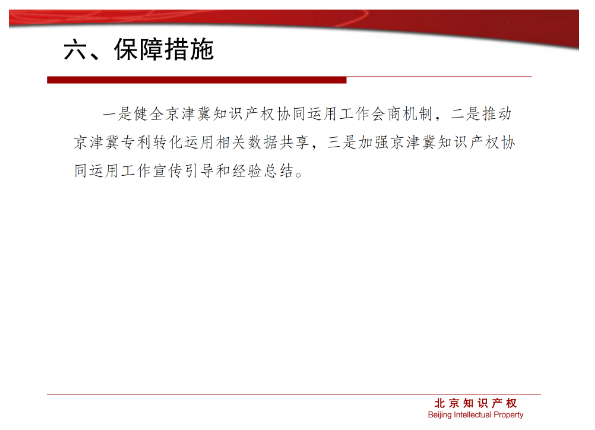 六、保障措施
一是健全京津冀知识产权协同运用工作会商机制，二是推动
京津冀专利转化运用相关数据共享，三是加强京津冀知识产权协
同运用工作宣传引导和经验总结。
北京知识产权
Beijing Intellectual Property